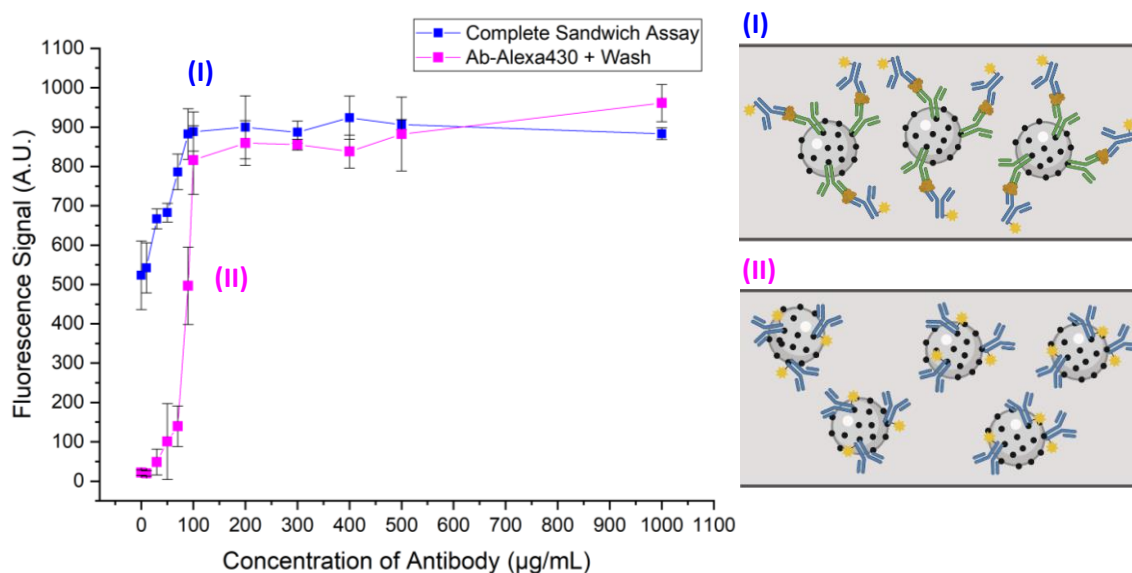 Complete Sandwich Assay
Ab-Alexa430 + Wash
(I)
(II)
Fluorescence Signal (A.U.)
1100
1000
900
800
700
600
500
400
300
200
100
0
0 100 200 300 400 500 600 700 800 900 1000 1100
Concentration of Antibody (µg/mL)
(I)
(II)